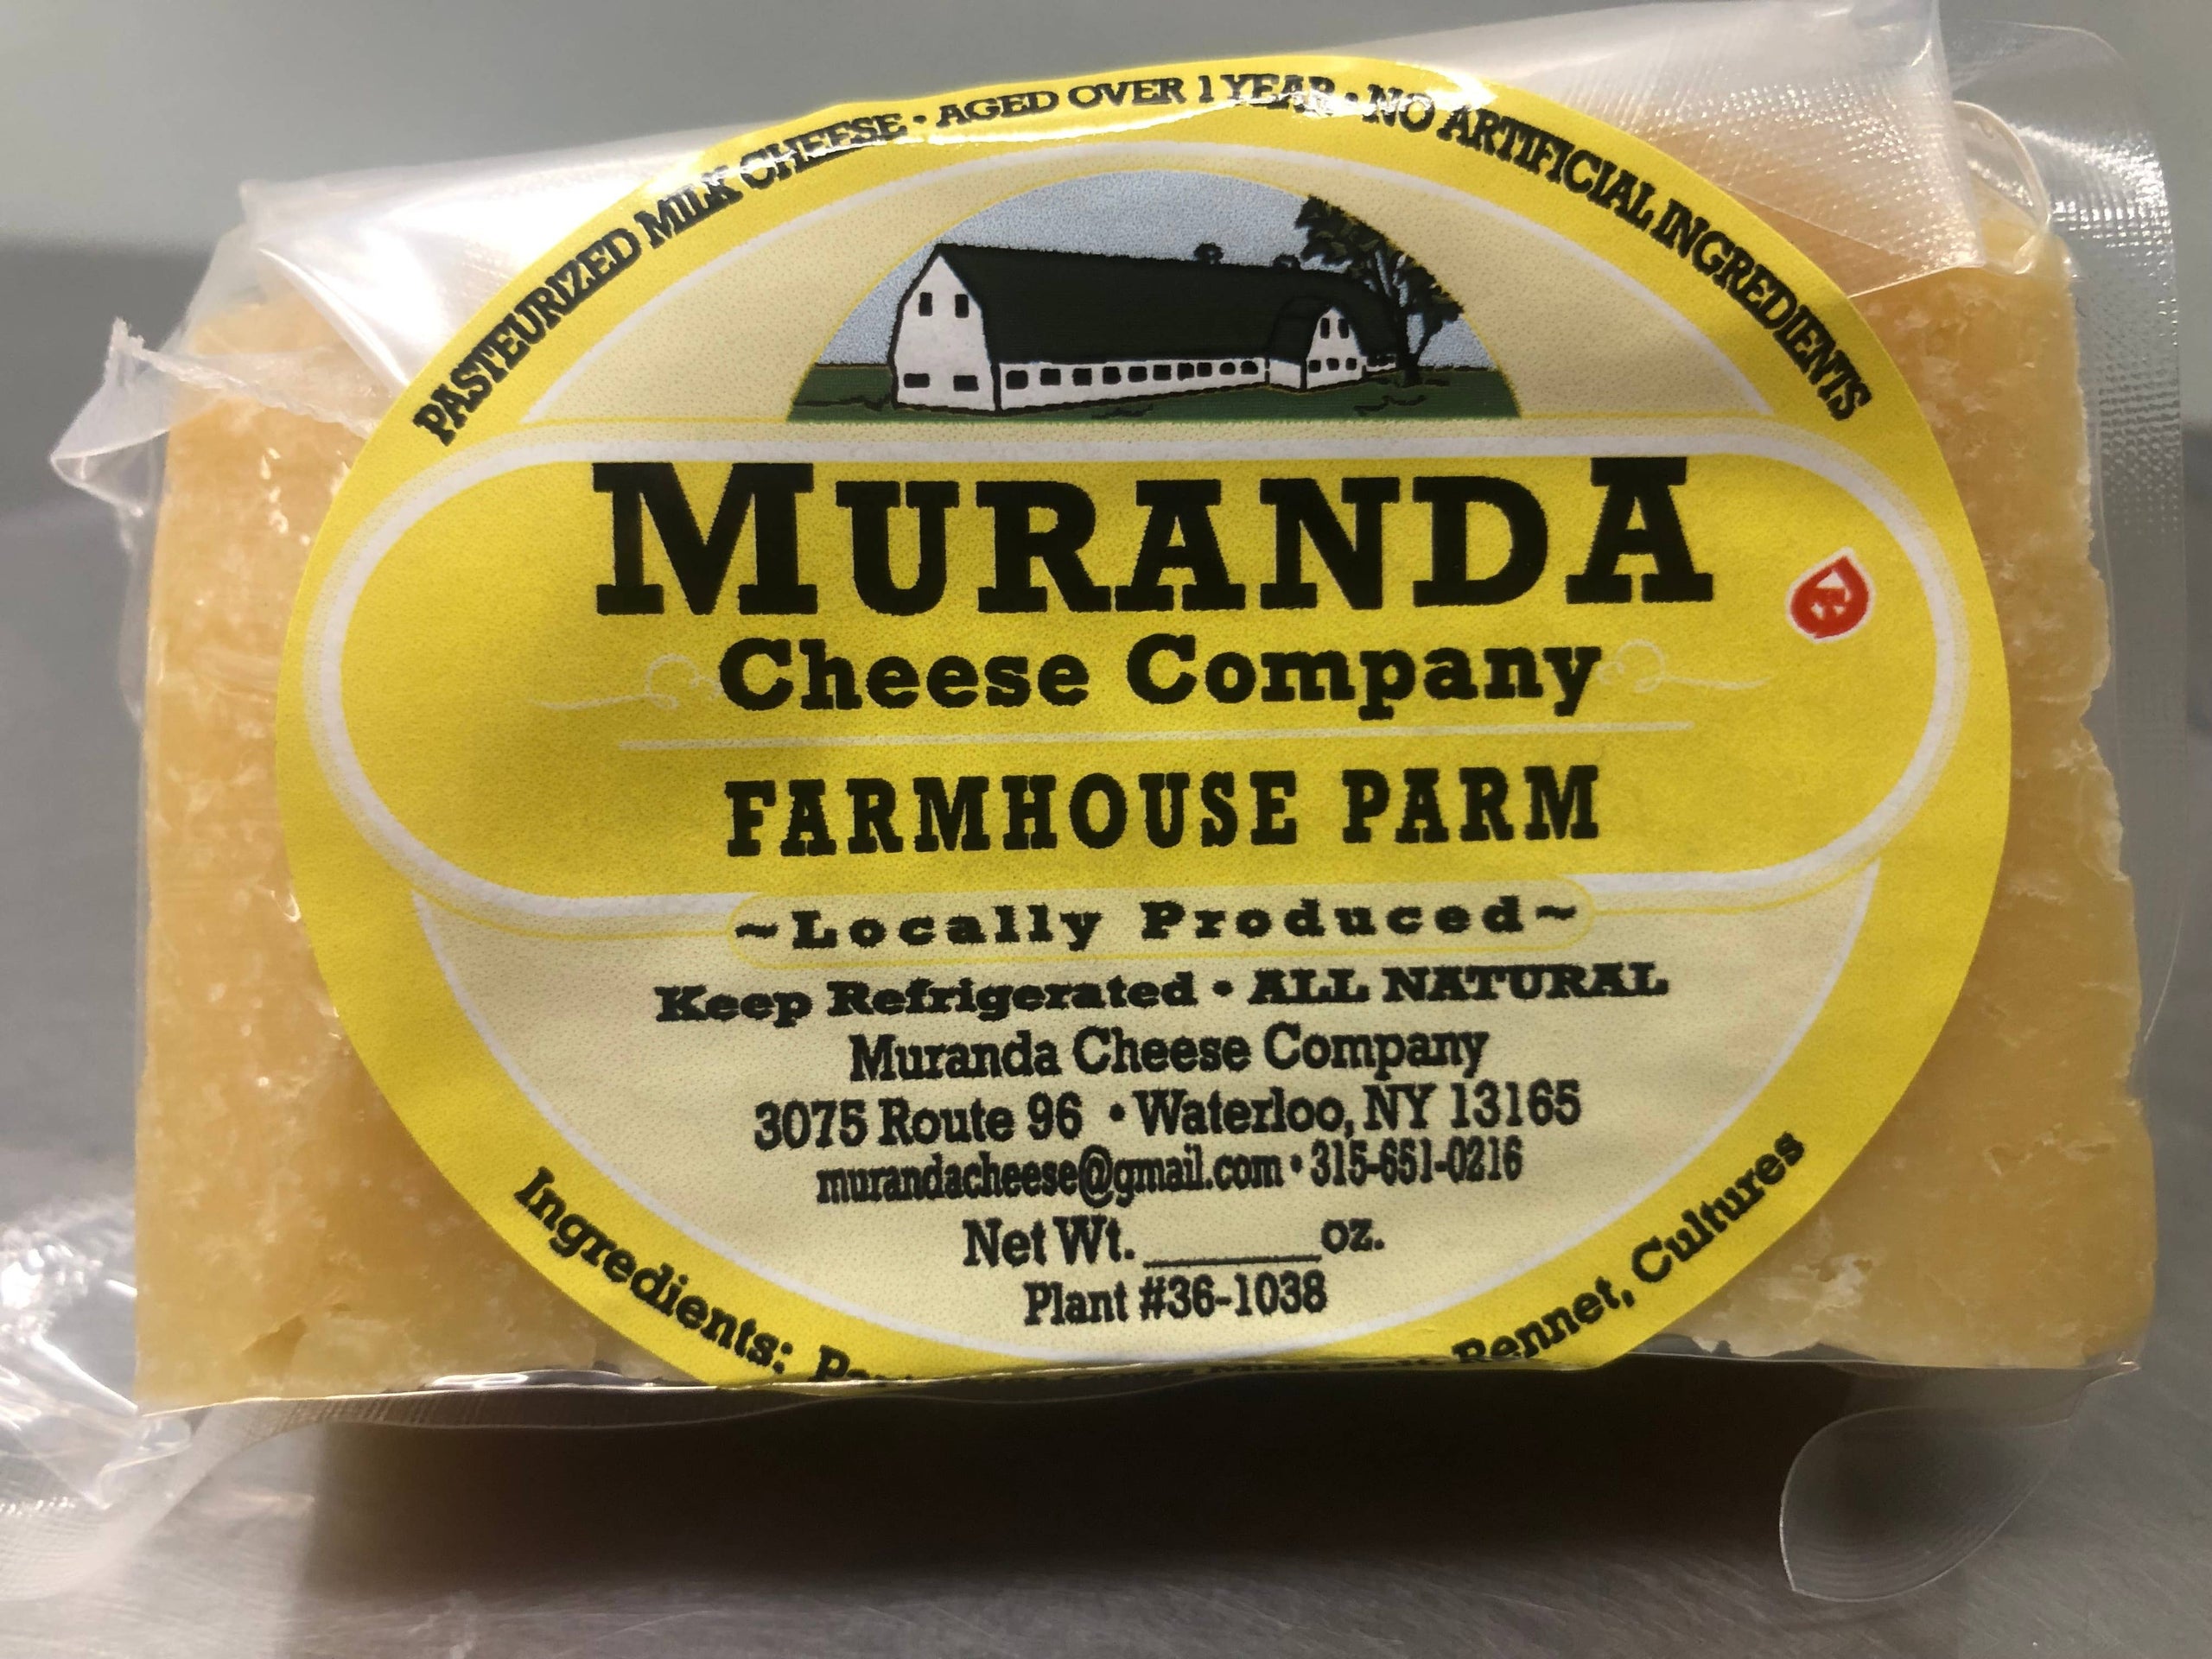 PASTEURIZED MILK CHEESE • AGED OVER 1 YEAR • NO ARTIFICIAL INGREDIENTS
MURANDA
Cheese Company
FARMHOUSE PARM
~Locally Produced~
Keep Refrigerated • ALL NATURAL
Muranda Cheese Company
3075 Route 96 • Waterloo, NY 13165
murandacheese@gmail.com • 315-651-0216
Net Wt. ______ oz.
Plant #36-1038
Ingredients: Rennet, Cultures